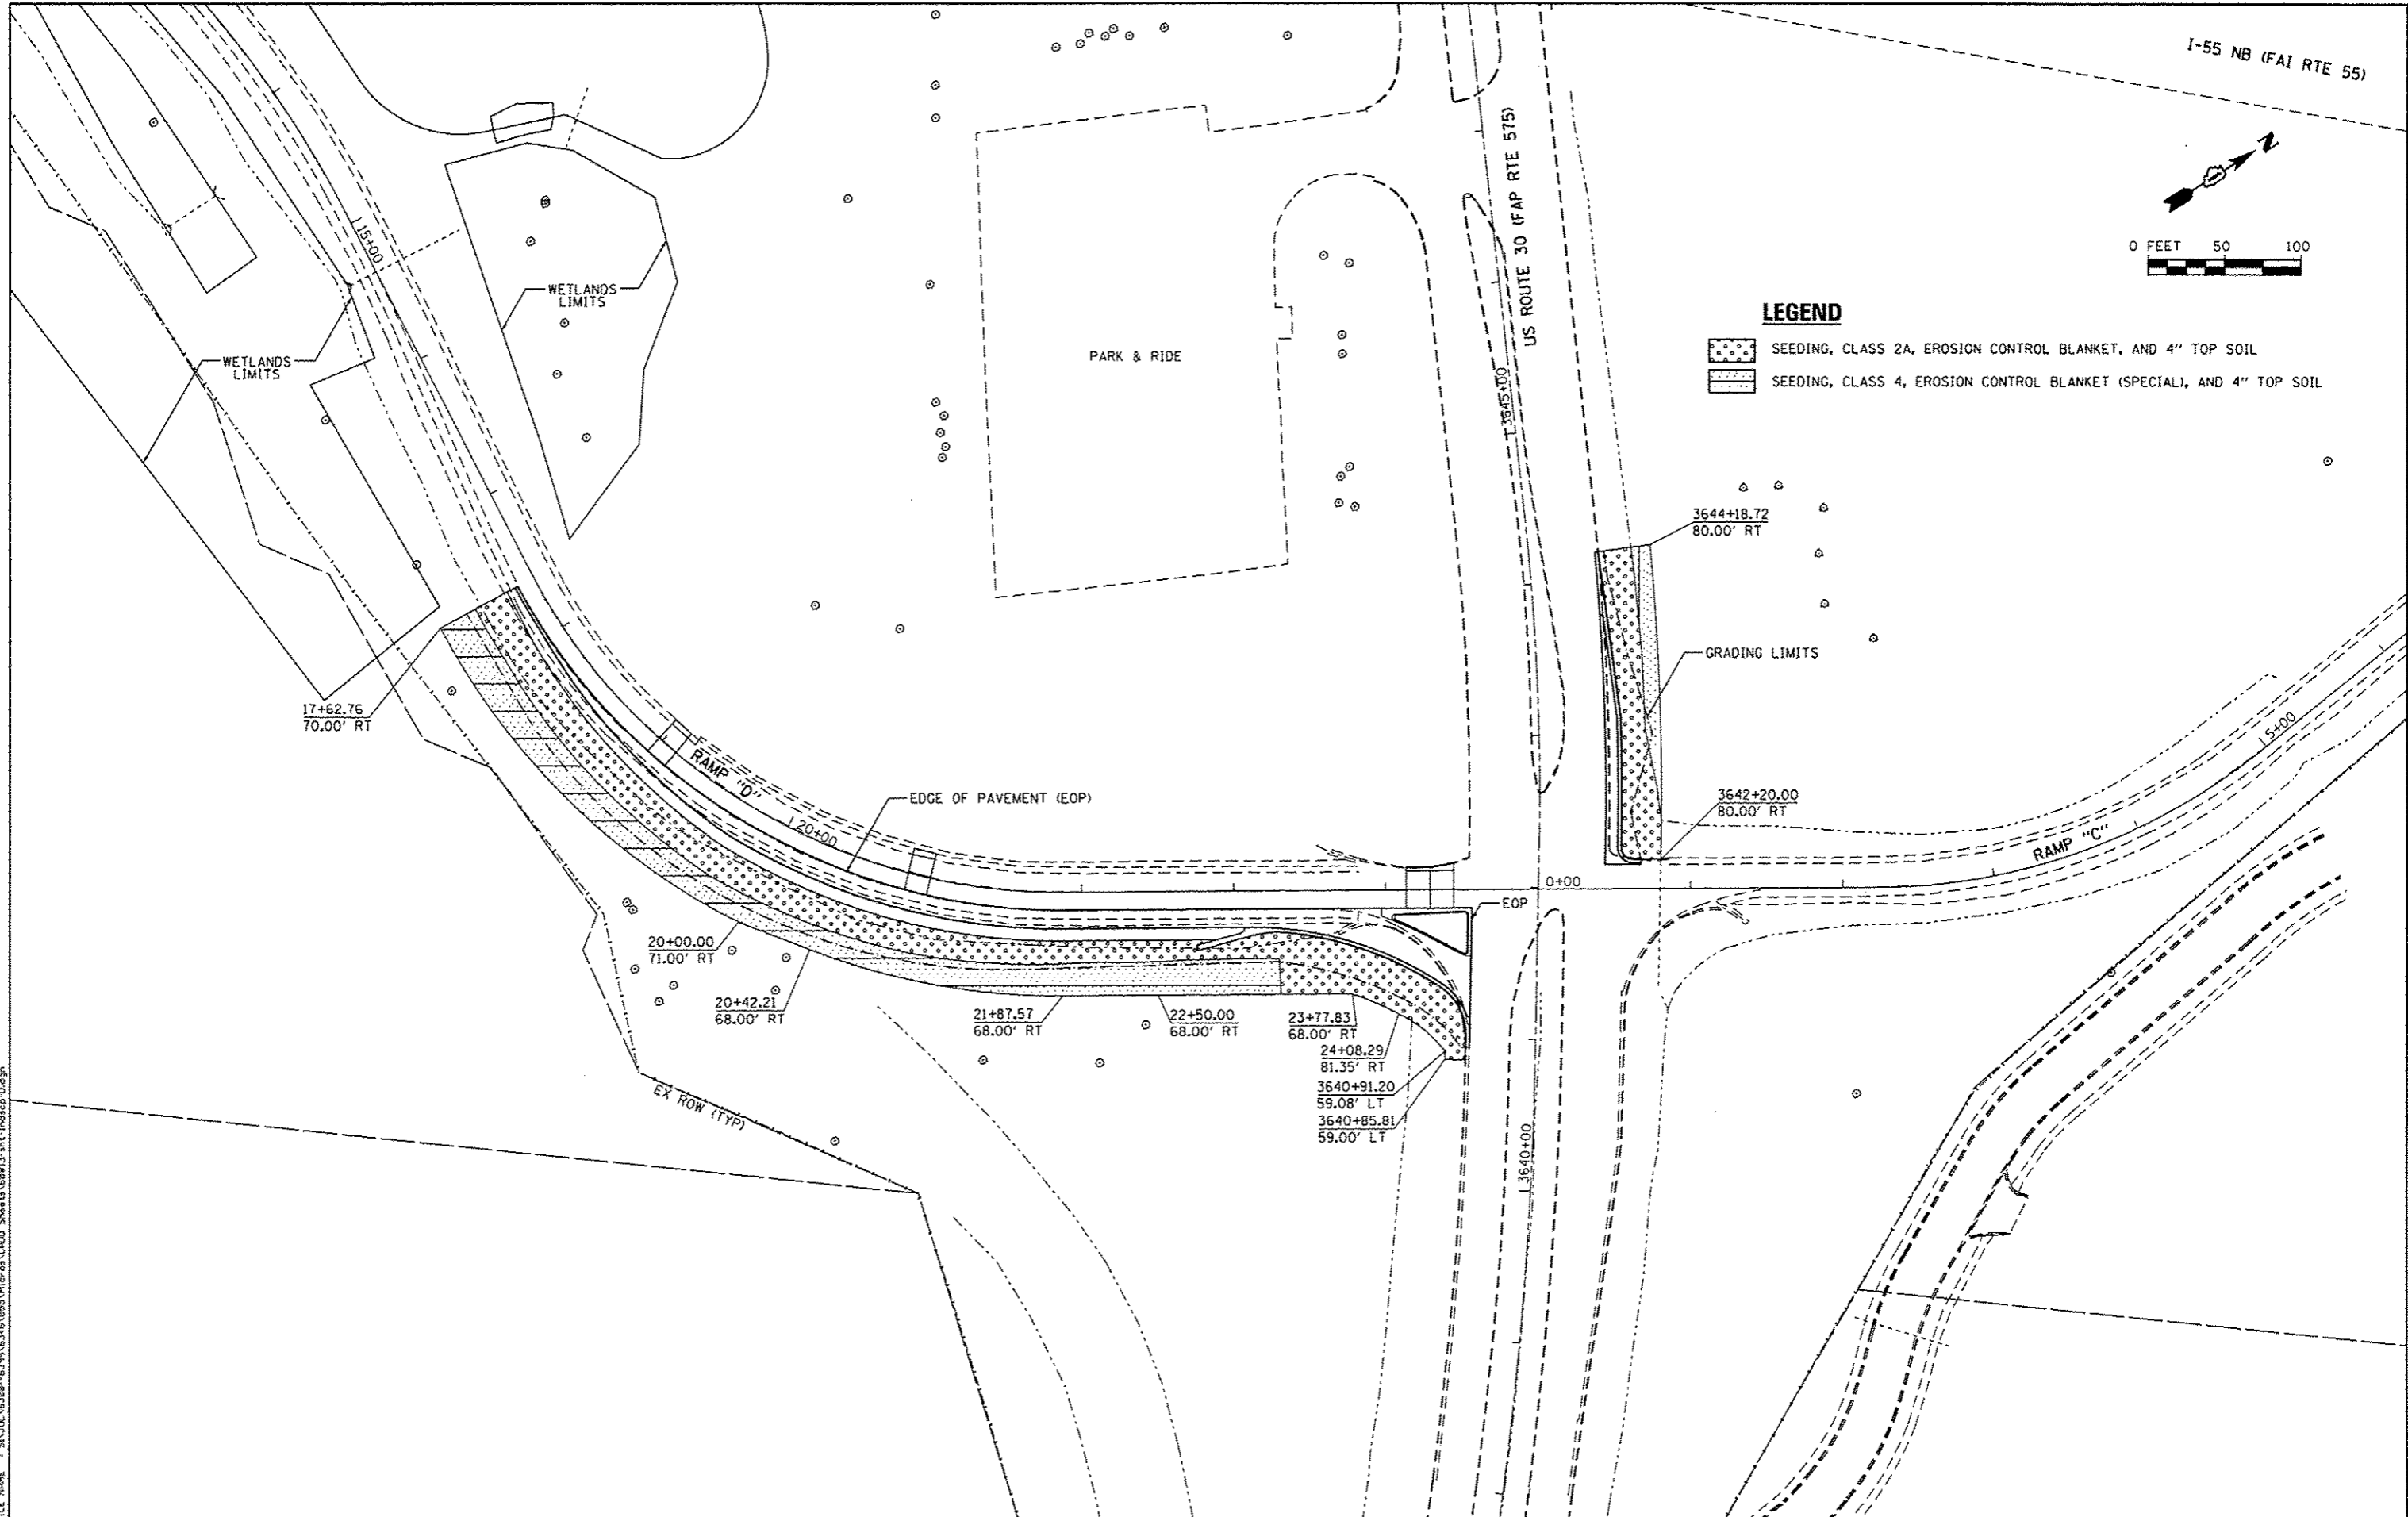 I-55 NB (FAI RTE 55)
N
0 FEET 50 100
US ROUTE 30 (FAP RTE 575)
LEGEND
SEEDING, CLASS 2A, EROSION CONTROL BLANKET, AND 4" TOP SOIL
SEEDING, CLASS 4, EROSION CONTROL BLANKET (SPECIAL), AND 4" TOP SOIL
15+00
WETLANDS
LIMITS
WETLANDS
LIMITS
PARK & RIDE
3645+00
3644+18.72
80.00' RT
GRADING LIMITS
17+62.76
70.00' RT
RAMP "D"
EDGE OF PAVEMENT (EOP)
20+00
3642+20.00
80.00' RT
5+00
RAMP "C"
0+00
EOP
20+00.00
71.00' RT
20+42.21
68.00' RT
21+87.57
68.00' RT
22+50.00
68.00' RT
23+77.83
68.00' RT
24+08.29
81.35' RT
3640+91.20
59.08' LT
3640+85.81
59.00' LT
EX ROW (TYP)
3640+00